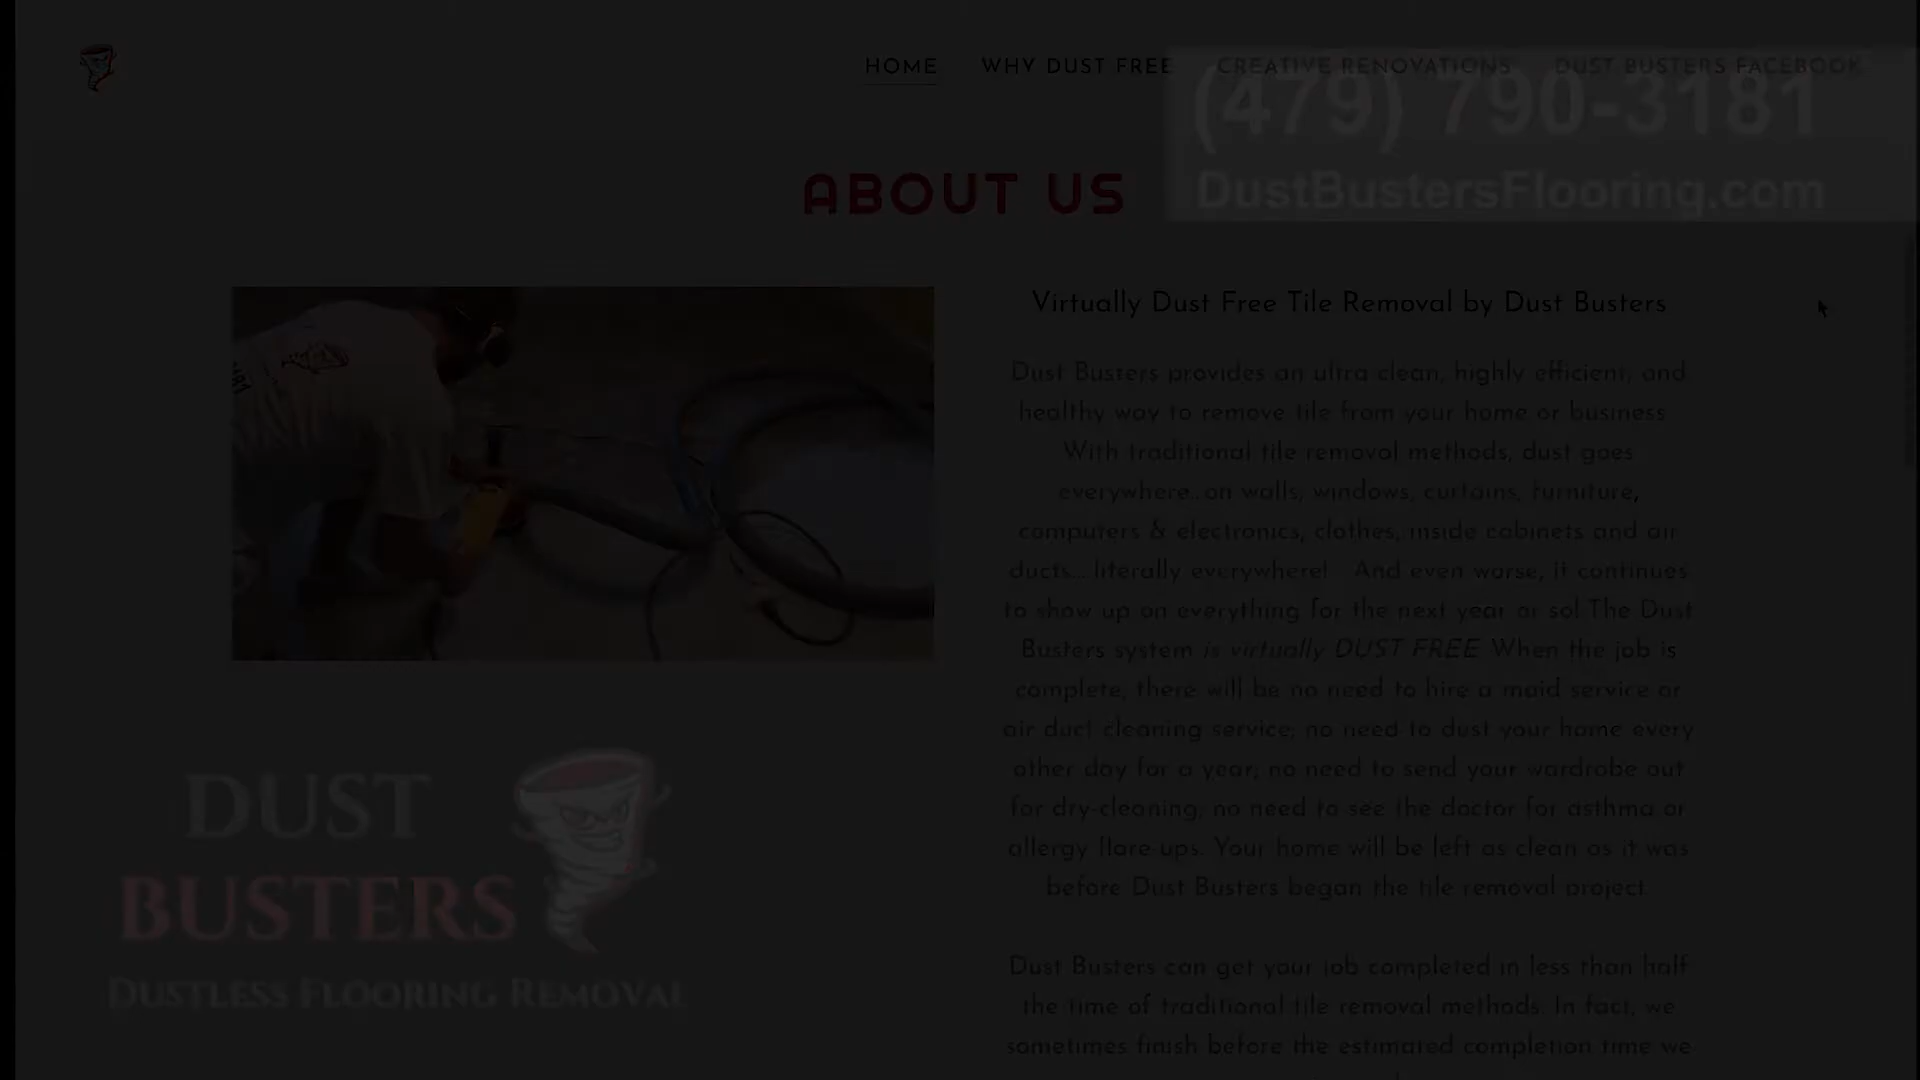 HOME WHY DUST FREE CREATIVE RENOVATIONS DUST BUSTERS FACEBOOK
(479) 790-3181
DustBustersFlooring.com
ABOUT US
Virtually Dust Free Tile Removal by Dust Busters
Dust Busters provides an ultra clean, highly efficient, and
healthy way to remove tile from your home or business
With traditional tile removal methods, dust goes
everywhere...on walls, windows, curtains, furniture,
computers & electronics, clothes, inside cabinets and air
ducts... literally everywhere! And even worse, it continues
to show up on everything for the next year or so! The Dust
Busters system is virtually DUST FREE When the job is
complete, there will be no need to hire a maid service or
air duct cleaning service; no need to dust your home every
other day for a year; no need to send your wardrobe out
for dry-cleaning; no need to see the doctor for asthma or
allergy flare-ups. Your home will be left as clean as it was
before Dust Busters began the tile removal project.
Dust Busters can get your job completed in less than half
the time of traditional tile removal methods. In fact, we
sometimes finish before the estimated completion time we
DUST
BUSTERS
DUSTLESS FLOORING REMOVAL